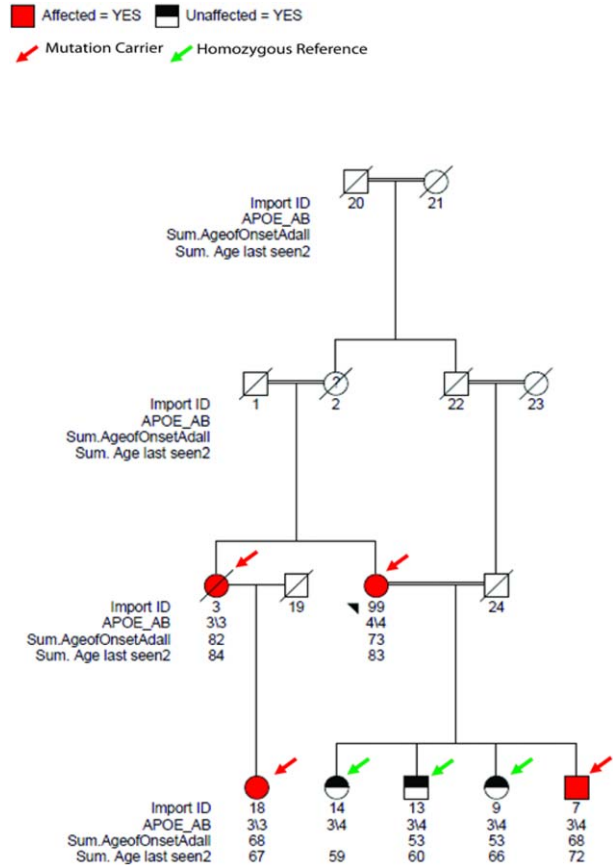 Affected = YES Unaffected = YES
Mutation Carrier Homozygous Reference
Import ID 20 21
APOE_AB
Sum.AgeofOnsetAdall
Sum. Age last seen2
?
Import ID 1 2 22 23
APOE_AB
Sum.AgeofOnsetAdall
Sum. Age last seen2
Import ID 3 19 99 24
APOE_AB 3\3 4\4
Sum.AgeofOnsetAdall 82 73
Sum. Age last seen2 84 83
Import ID 18 14 13 9 7
APOE_AB 3\3 3\4 3\4 3\4 3\4
Sum.AgeofOnsetAdall 68 53 53 68
Sum. Age last seen2 67 59 60 66 72